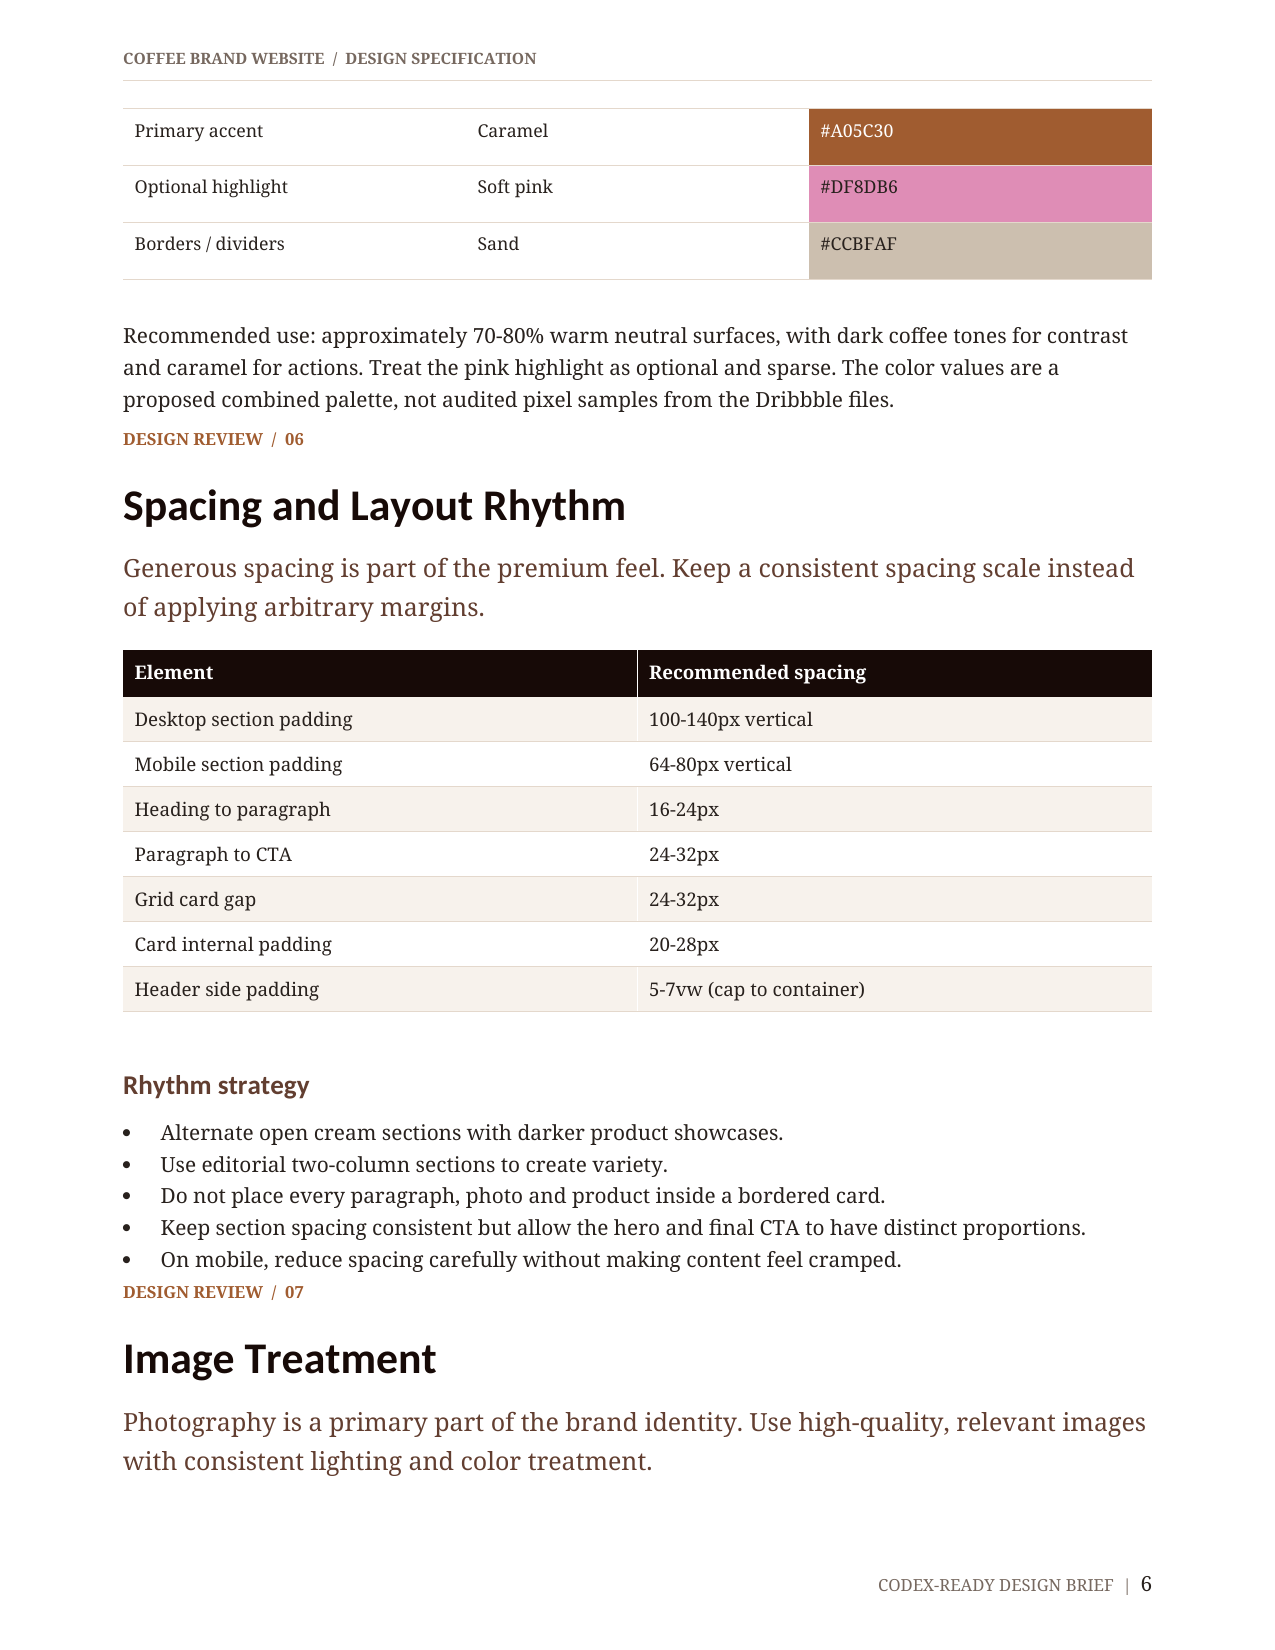 COFFEE BRAND WEBSITE / DESIGN SPECIFICATION
Primary accent Caramel #A05C30
Optional highlight Soft pink #DF8DB6
Borders / dividers Sand #CCBFAF
Recommended use: approximately 70-80% warm neutral surfaces, with dark coffee tones for contrast
and caramel for actions. Treat the pink highlight as optional and sparse. The color values are a
proposed combined palette, not audited pixel samples from the Dribbble files.
DESIGN REVIEW / 06
Spacing and Layout Rhythm
Generous spacing is part of the premium feel. Keep a consistent spacing scale instead
of applying arbitrary margins.
Element Recommended spacing
Desktop section padding 100-140px vertical
Mobile section padding 64-80px vertical
Heading to paragraph 16-24px
Paragraph to CTA 24-32px
Grid card gap 24-32px
Card internal padding 20-28px
Header side padding 5-7vw (cap to container)
Rhythm strategy
• Alternate open cream sections with darker product showcases.
• Use editorial two-column sections to create variety.
• Do not place every paragraph, photo and product inside a bordered card.
• Keep section spacing consistent but allow the hero and final CTA to have distinct proportions.
• On mobile, reduce spacing carefully without making content feel cramped.
DESIGN REVIEW / 07
Image Treatment
Photography is a primary part of the brand identity. Use high-quality, relevant images
with consistent lighting and color treatment.
CODEX-READY DESIGN BRIEF | 6